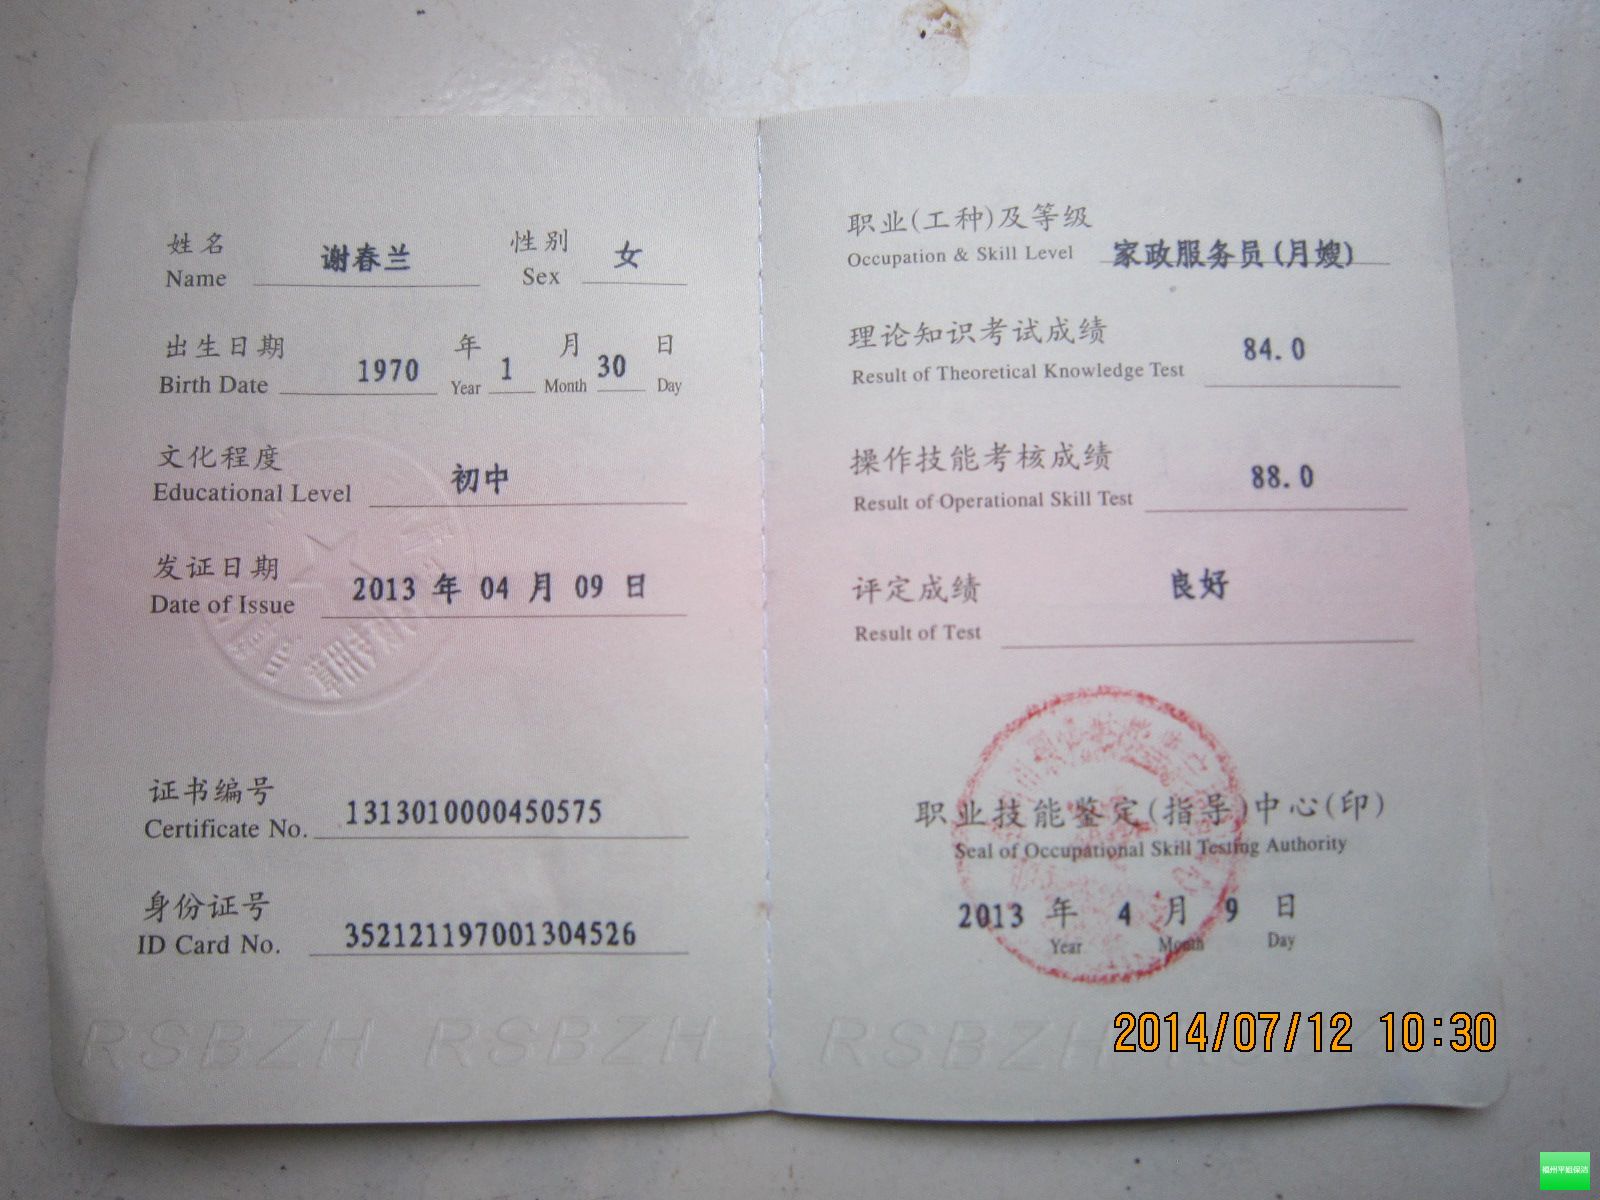 姓名 谢春兰 性别 女
Name Sex
出生日期 1970 年 1 月 30 日
Birth Date Year Month Day
文化程度 初中
Educational Level
发证日期 2013 年 04 月 09 日
Date of Issue
证书编号 1313010000450575
Certificate No.
身份证号 352121197001304526
ID Card No.
RSBZH RSBZH
职业(工种)及等级 家政服务员(月嫂)
Occupation & Skill Level
理论知识考试成绩 84.0
Result of Theoretical Knowledge Test
操作技能考核成绩 88.0
Result of Operational Skill Test
评定成绩 良好
Result of Test
职业技能鉴定(指导)中心(印)
Seal of Occupational Skill Testing Authority
2013 年 4 月 9 日
Year Month Day
RSBZH
2014/07/12 10:30
福州平姐保洁